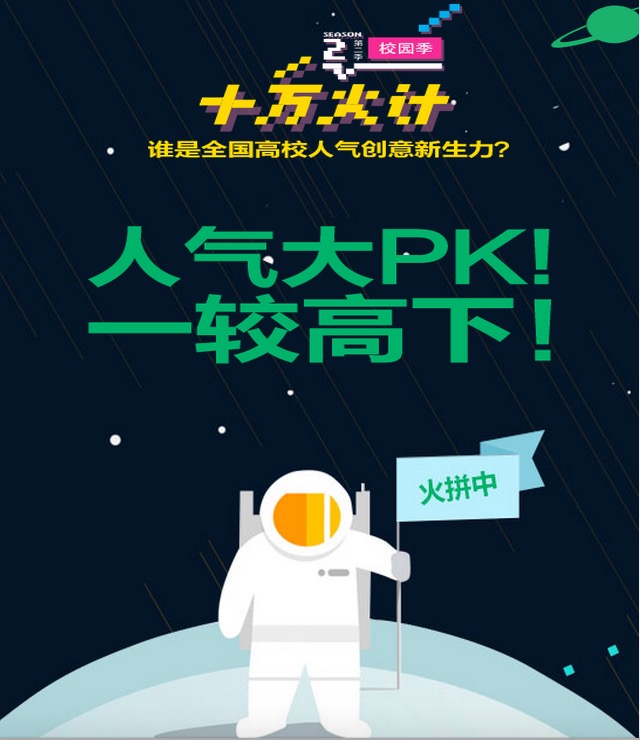 SEASON
2
第二季
校园季
十万火计
谁是全国高校人气创意新生力?
人气大PK!
一较高下!
火拼中